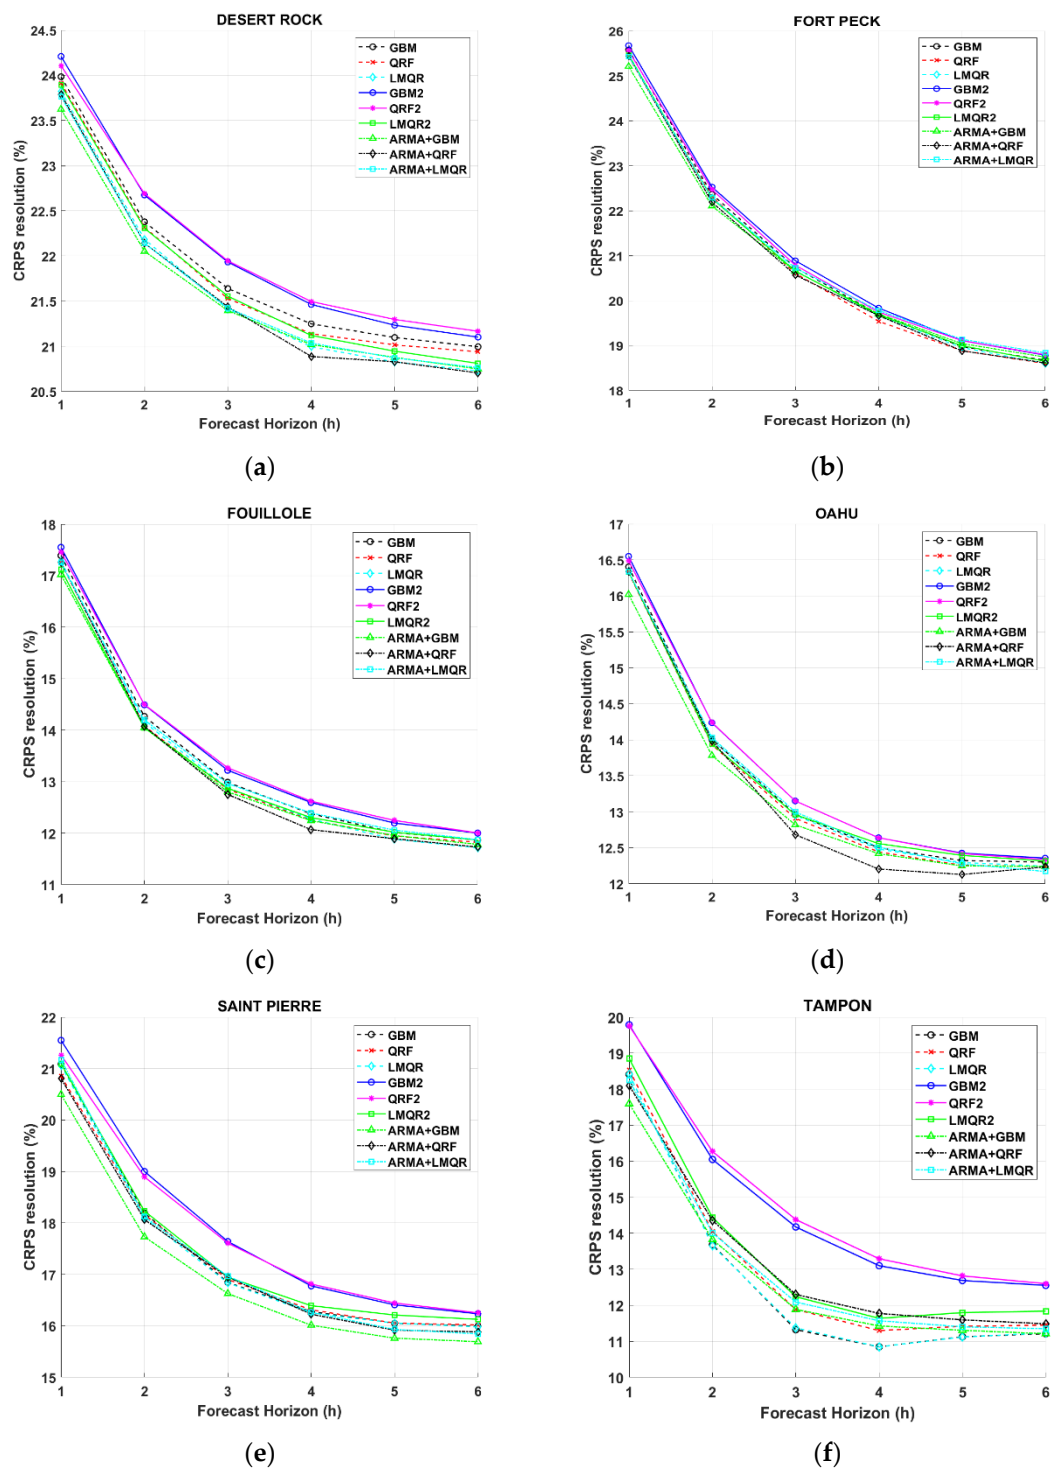 DESERT ROCK
CRPS resolution (%)
24.5
24
23.5
23
22.5
22
21.5
21
20.5
1 2 3 4 5 6
Forecast Horizon (h)
GBM
QRF
LMQR
GBM2
QRF2
LMQR2
ARMA+GBM
ARMA+QRF
ARMA+LMQR
(a)
FORT PECK
CRPS resolution (%)
26
25
24
23
22
21
20
19
18
1 2 3 4 5 6
Forecast Horizon (h)
GBM
QRF
LMQR
GBM2
QRF2
LMQR2
ARMA+GBM
ARMA+QRF
ARMA+LMQR
(b)
FOUILLOLE
CRPS resolution (%)
18
17
16
15
14
13
12
11
1 2 3 4 5 6
Forecast Horizon (h)
GBM
QRF
LMQR
GBM2
QRF2
LMQR2
ARMA+GBM
ARMA+QRF
ARMA+LMQR
(c)
OAHU
CRPS resolution (%)
17
16.5
16
15.5
15
14.5
14
13.5
13
12.5
12
1 2 3 4 5 6
Forecast Horizon (h)
GBM
QRF
LMQR
GBM2
QRF2
LMQR2
ARMA+GBM
ARMA+QRF
ARMA+LMQR
(d)
SAINT PIERRE
CRPS resolution (%)
22
21
20
19
18
17
16
15
1 2 3 4 5 6
Forecast Horizon (h)
GBM
QRF
LMQR
GBM2
QRF2
LMQR2
ARMA+GBM
ARMA+QRF
ARMA+LMQR
(e)
TAMPON
CRPS resolution (%)
20
19
18
17
16
15
14
13
12
11
10
1 2 3 4 5 6
Forecast Horizon (h)
GBM
QRF
LMQR
GBM2
QRF2
LMQR2
ARMA+GBM
ARMA+QRF
ARMA+LMQR
(f)